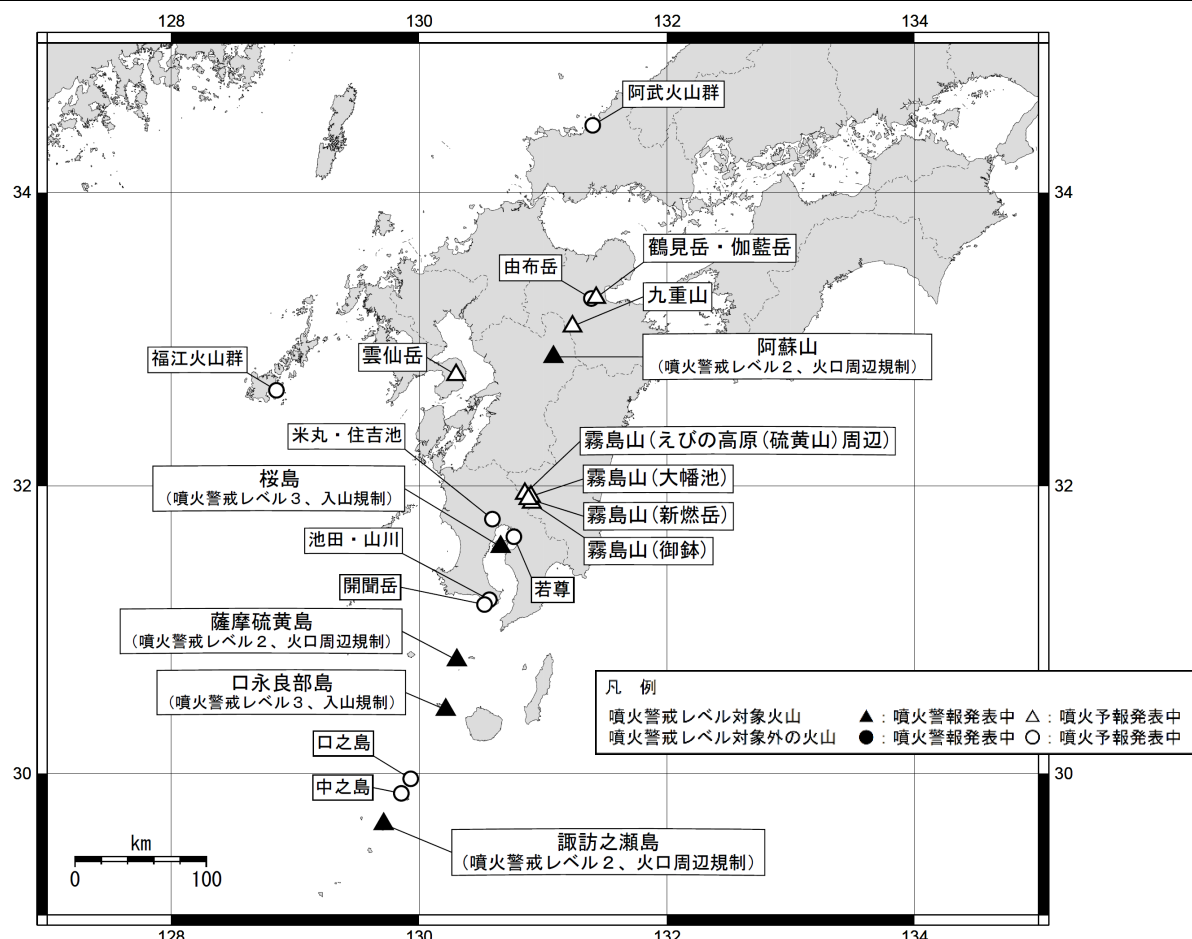 128
130
132
134
阿武火山群
34
34
鶴見岳・伽藍岳
由布岳
九重山
阿蘇山
(噴火警戒レベル2、火口周辺規制)
雲仙岳
福江火山群
米丸・住吉池
霧島山(えびの高原(硫黄山)周辺)
桜島
(噴火警戒レベル3、入山規制)
霧島山(大幡池)
32
32
霧島山(新燃岳)
池田・山川
霧島山(御鉢)
開聞岳
若尊
薩摩硫黄島
(噴火警戒レベル2、火口周辺規制)
口永良部島
(噴火警戒レベル3、入山規制)
凡 例
噴火警戒レベル対象火山 ▲:噴火警報発表中 △:噴火予報発表中
噴火警戒レベル対象外の火山 ●:噴火警報発表中 ○:噴火予報発表中
口之島
30
30
中之島
諏訪之瀬島
(噴火警戒レベル2、火口周辺規制)
km
0 100
128
130
132
134